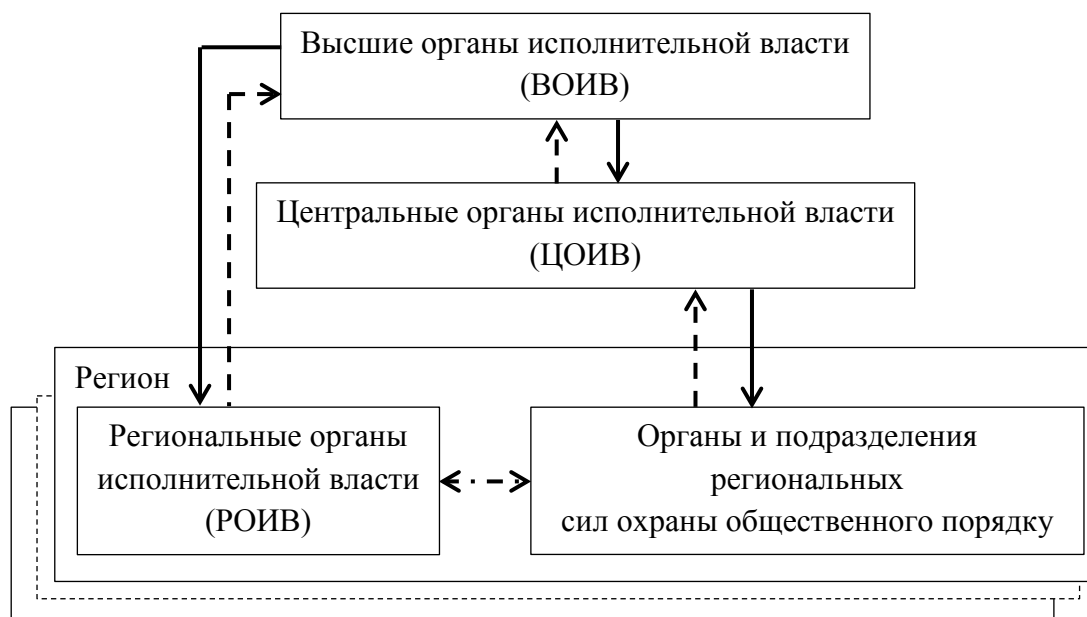 Высшие органы исполнительной власти
(ВОИВ)
Центральные органы исполнительной власти
(ЦОИВ)
Регион
Региональные органы
исполнительной власти
(РОИВ)
Органы и подразделения
региональных
сил охраны общественного порядку